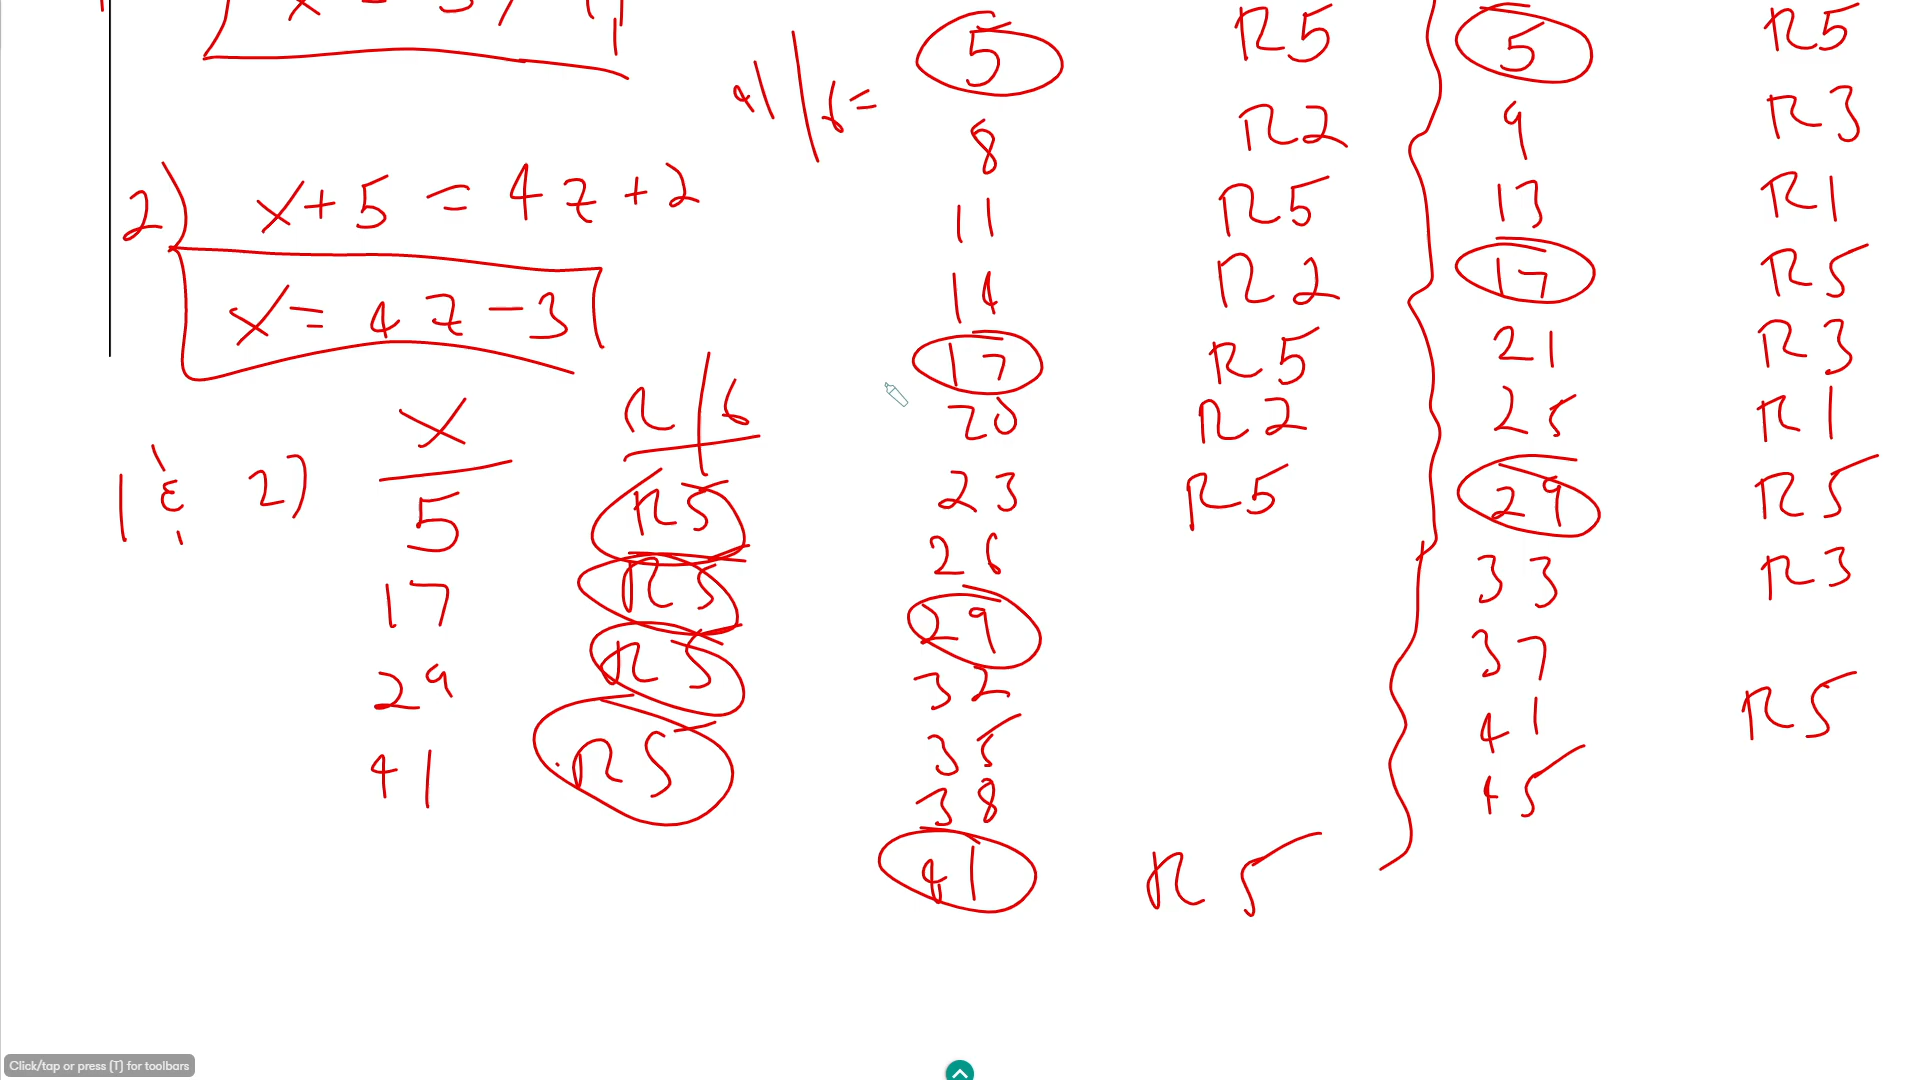 2) x + 5 = 4z + 2
x = 4z - 3
1 & 2)
x R/6
5 R5
17 R5
29 R5
41 R5
41/6 =
5 R5
8 R2
11 R5
14 R2
17 R5
20 R2
23 R5
26
29
32
35
38
41 R5
5 R5
9 R3
13 R1
17 R5
21 R3
25 R1
29 R5
33 R3
37
41 R5
45
Click/tap or press (T) for toolbars